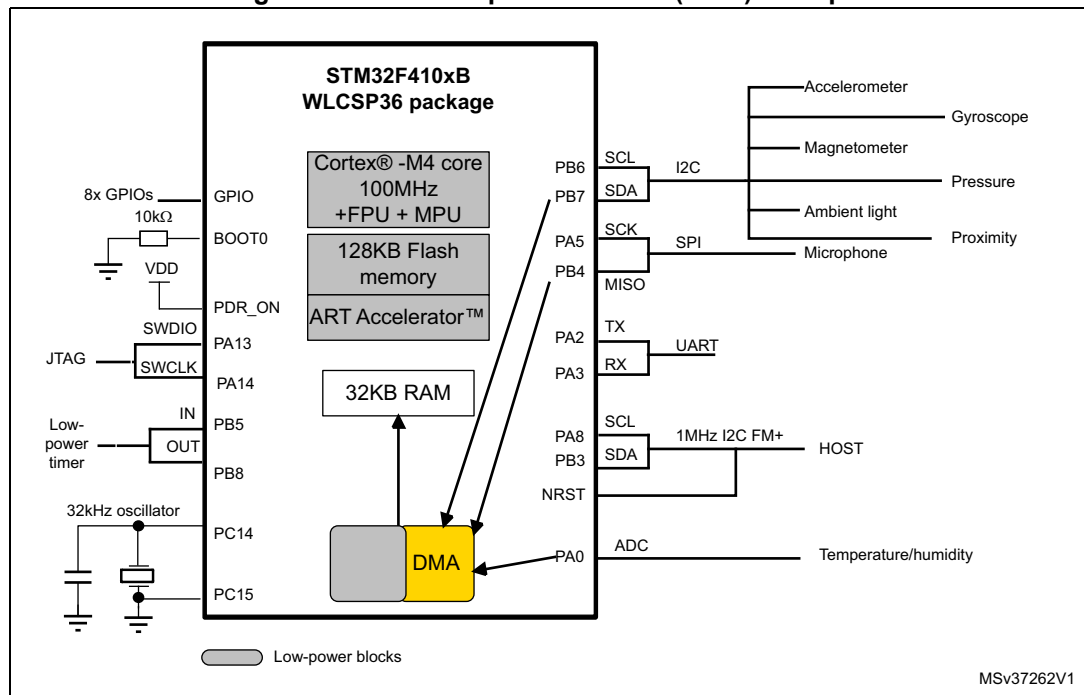 STM32F410xB
WLCSP36 package
Cortex® -M4 core
100MHz
+FPU + MPU
128KB Flash
memory
ART Accelerator™
32KB RAM
DMA
8x GPIOs
GPIO
10kΩ
BOOT0
VDD
PDR_ON
SWDIO
PA13
JTAG
SWCLK
PA14
IN
PB5
Low-
power
timer
OUT
PB8
32kHz oscillator
PC14
PC15
PB6
SCL
I2C
PB7
SDA
Accelerometer
Gyroscope
Magnetometer
Pressure
Ambient light
Proximity
PA5
SCK
SPI
Microphone
PB4
MISO
PA2
TX
UART
PA3
RX
PA8
SCL
1MHz I2C FM+
HOST
PB3
SDA
NRST
PA0
ADC
Temperature/humidity
Low-power blocks
MSv37262V1